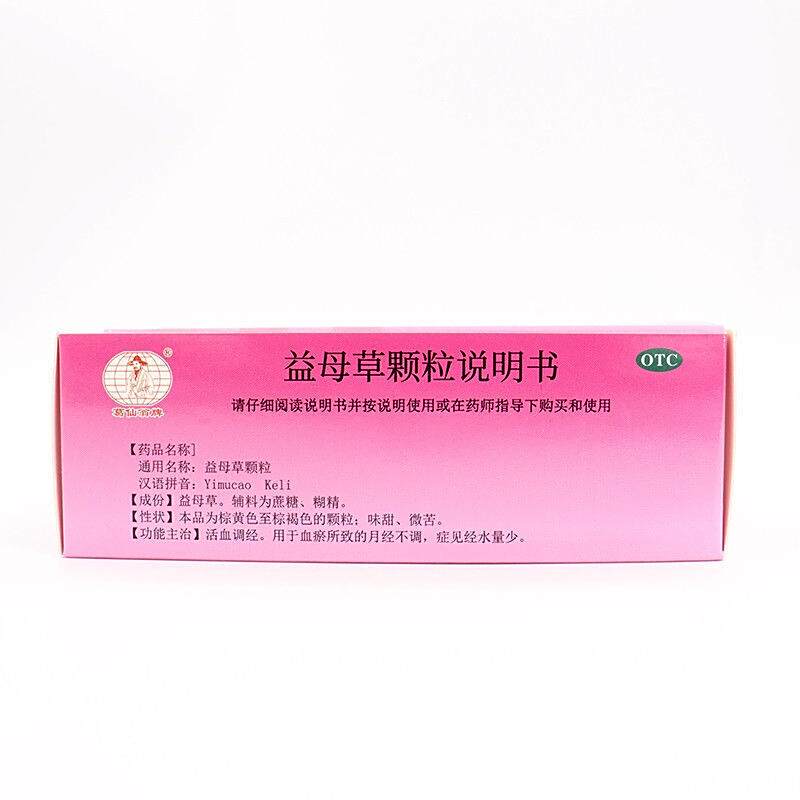 益母草颗粒说明书
OTC
请仔细阅读说明书并按说明使用或在药师指导下购买和使用
®
葛仙翁牌
【药品名称]
通用名称：益母草颗粒
汉语拼音：Yimucao Keli
【成份】益母草。辅料为蔗糖、糊精。
【性状】本品为棕黄色至棕褐色的颗粒；味甜、微苦。
【功能主治】活血调经。用于血瘀所致的月经不调，症见经水量少。